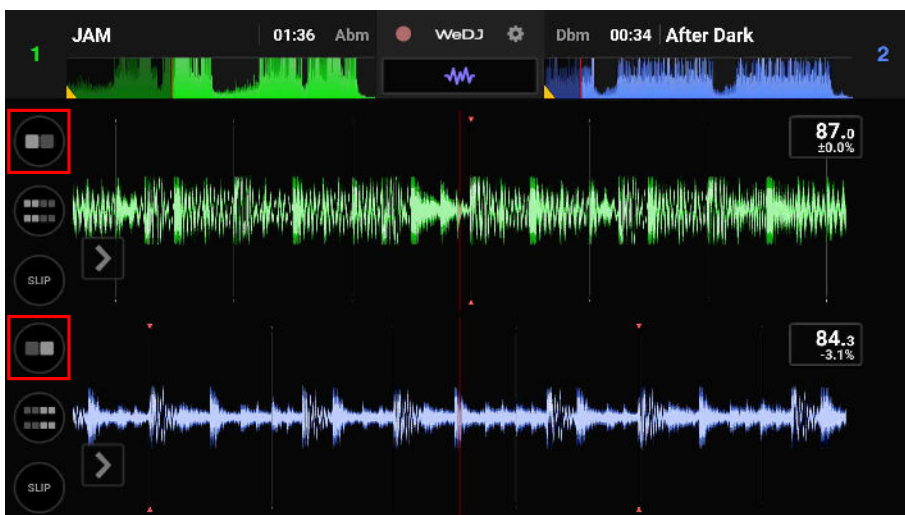 1
JAM
01:36
Abm
WeDJ
Dbm
00:34
After Dark
2
87.0
±0.0%
SLIP
84.3
-3.1%
SLIP